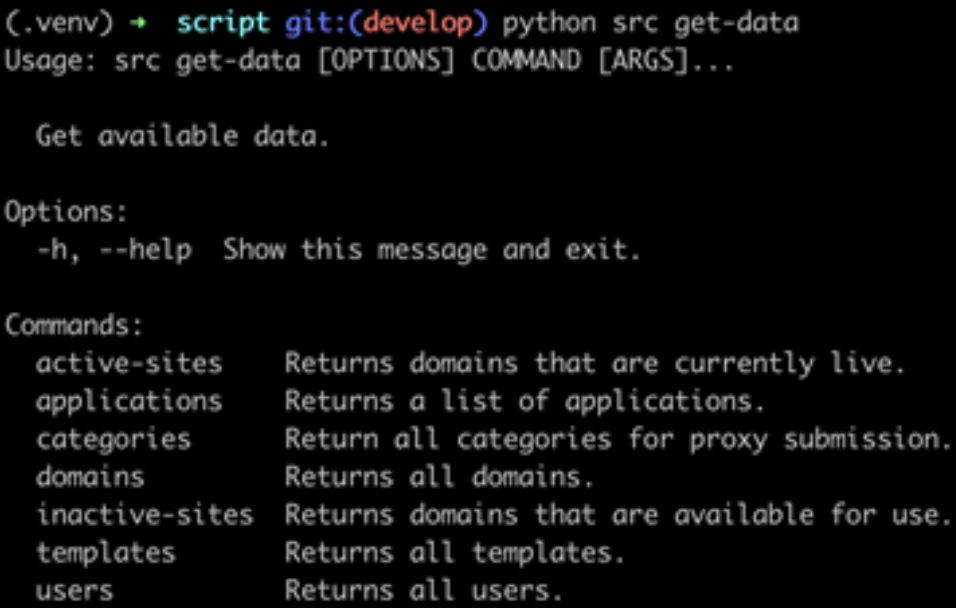 (.venv) → script git:(develop) python src get-data
Usage: src get-data [OPTIONS] COMMAND [ARGS]...
Get available data.
Options:
-h, --help  Show this message and exit.
Commands:
active-sites    Returns domains that are currently live.
applications    Returns a list of applications.
categories      Return all categories for proxy submission.
domains         Returns all domains.
inactive-sites  Returns domains that are available for use.
templates       Returns all templates.
users           Returns all users.